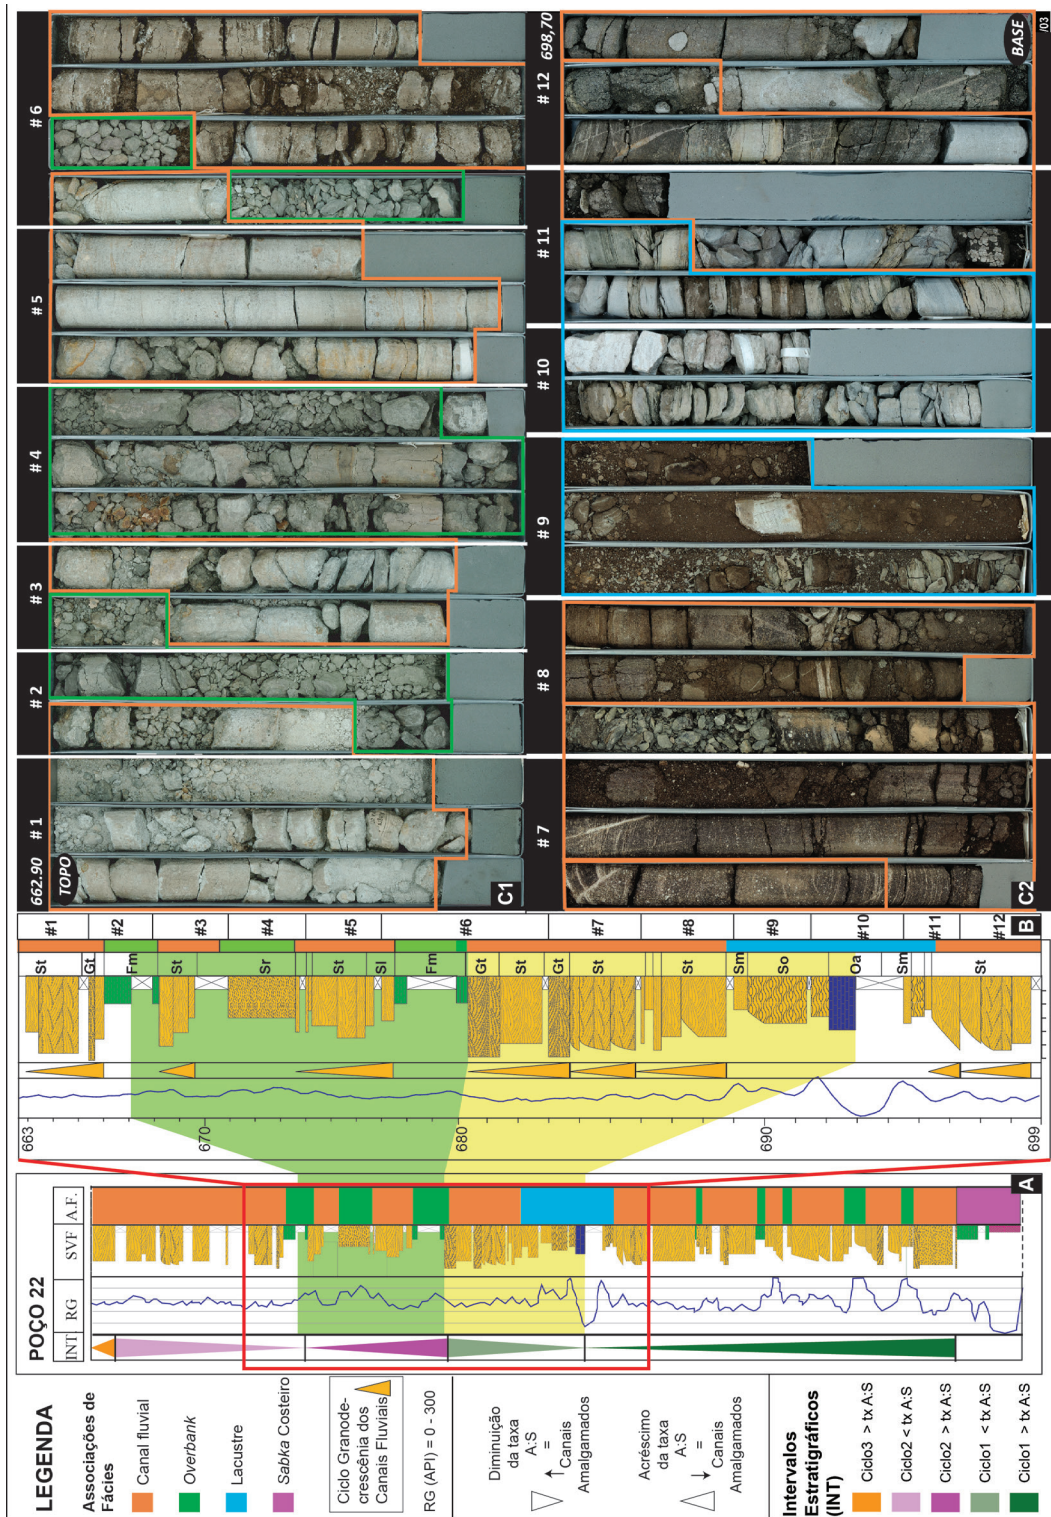 LEGENDA
Associações de
Fácies
Canal fluvial
Overbank
Lacustre
Sabka Costeiro
Ciclo Granode-
crescênia dos
Canais Fluviais
RG (API) = 0 - 300
Diminuição
da taxa
A:S
=
Canais
Amalgamados
Acréscimo
da taxa
A:S
=
Canais
Amalgamados
Intervalos
Estratigráficos
(INT)
Ciclo3 > tx A:S
Ciclo2 < tx A:S
Ciclo2 > tx A:S
Ciclo1 < tx A:S
Ciclo1 > tx A:S
POÇO 22
INT
RG
SVF
A.F.
A
663
670
680
690
699
St
Gt
Fm
St
Sr
St
Sl
Fm
Gt
St
Gt
St
St
Sm
So
Oa
Sm
St
#1
#2
#3
#4
#5
#6
#7
#8
#9
#10
#11
#12
B
662.90
TOPO
#1
#2
#3
#4
#5
#6
C1
#7
#8
#9
#10
#11
#12
698,70
BASE
C2
/03